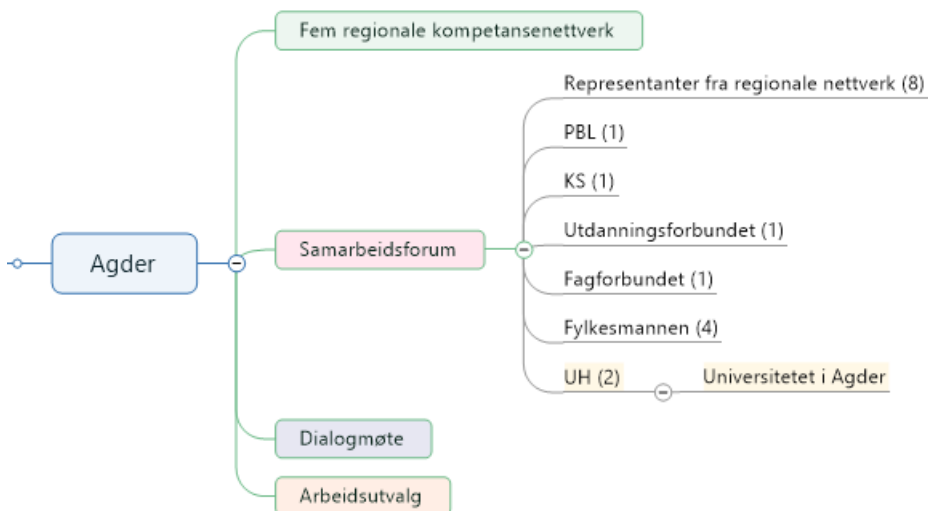 Fem regionale kompetansenettverk
Representanter fra regionale nettverk (8)
PBL (1)
KS (1)
Utdanningsforbundet (1)
Agder
Samarbeidsforum
Fagforbundet (1)
Fylkesmannen (4)
UH (2)
Universitetet i Agder
Dialogmøte
Arbeidsutvalg